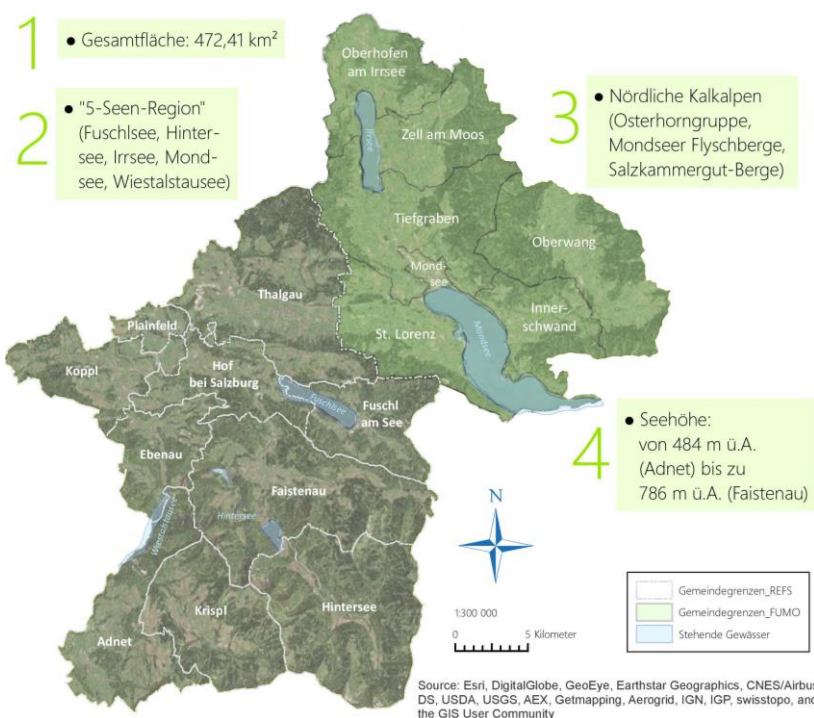 1
● Gesamtfläche: 472,41 km²
2
● "5-Seen-Region"
(Fuschlsee, Hinter-
see, Irrsee, Mond-
see, Wiestalstausee)
3
● Nördliche Kalkalpen
(Osterhorngruppe,
Mondseer Flyschberge,
Salzkammergut-Berge)
Oberhofen
am Irrsee
Irrsee
Zell am Moos
Tiefgraben
Oberwang
Mond-
see
Inner-
schwand
St. Lorenz
Mondsee
Thalgau
Plainfeld
Koppl
Hof
bei Salzburg
Fuschlsee
Fuschl
am See
Ebenau
Faistenau
Hintersee
Wiestalstausee
Hintersee
Krispl
Adnet
4
● Seehöhe:
von 484 m ü.A.
(Adnet) bis zu
786 m ü.A. (Faistenau)
N
1:300 000
0 5 Kilometer
Gemeindegrenzen_REFS
Gemeindegrenzen_FUMO
Stehende Gewässer
Source: Esri, DigitalGlobe, GeoEye, Earthstar Geographics, CNES/Airbus
DS, USDA, USGS, AEX, Getmapping, Aerogrid, IGN, IGP, swisstopo, and
the GIS User Community